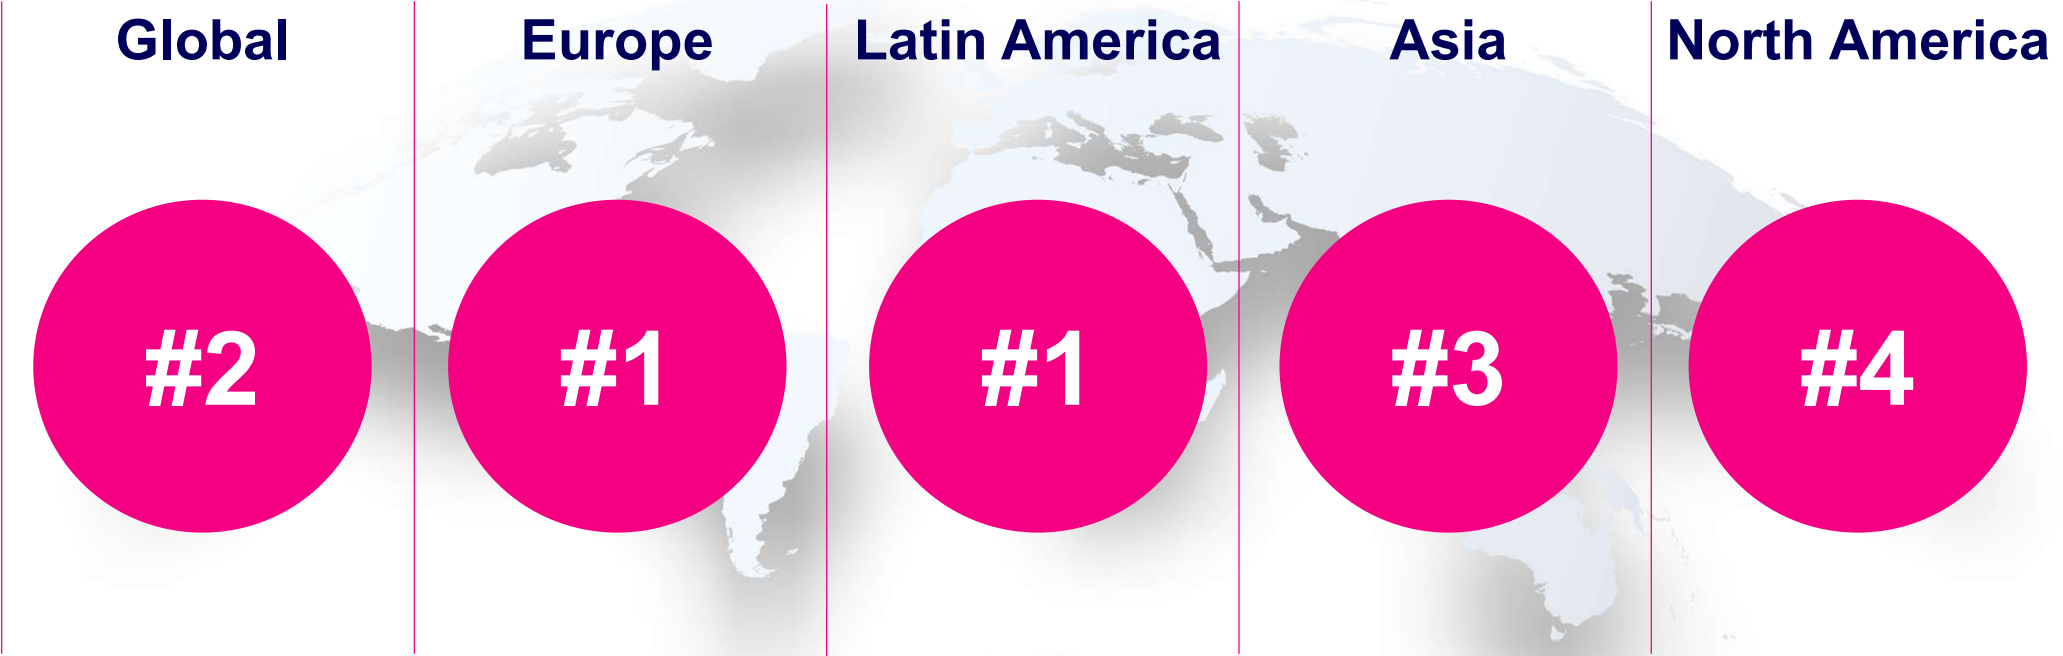 Global
Europe
Latin America
Asia
North America
#2
#1
#1
#3
#4